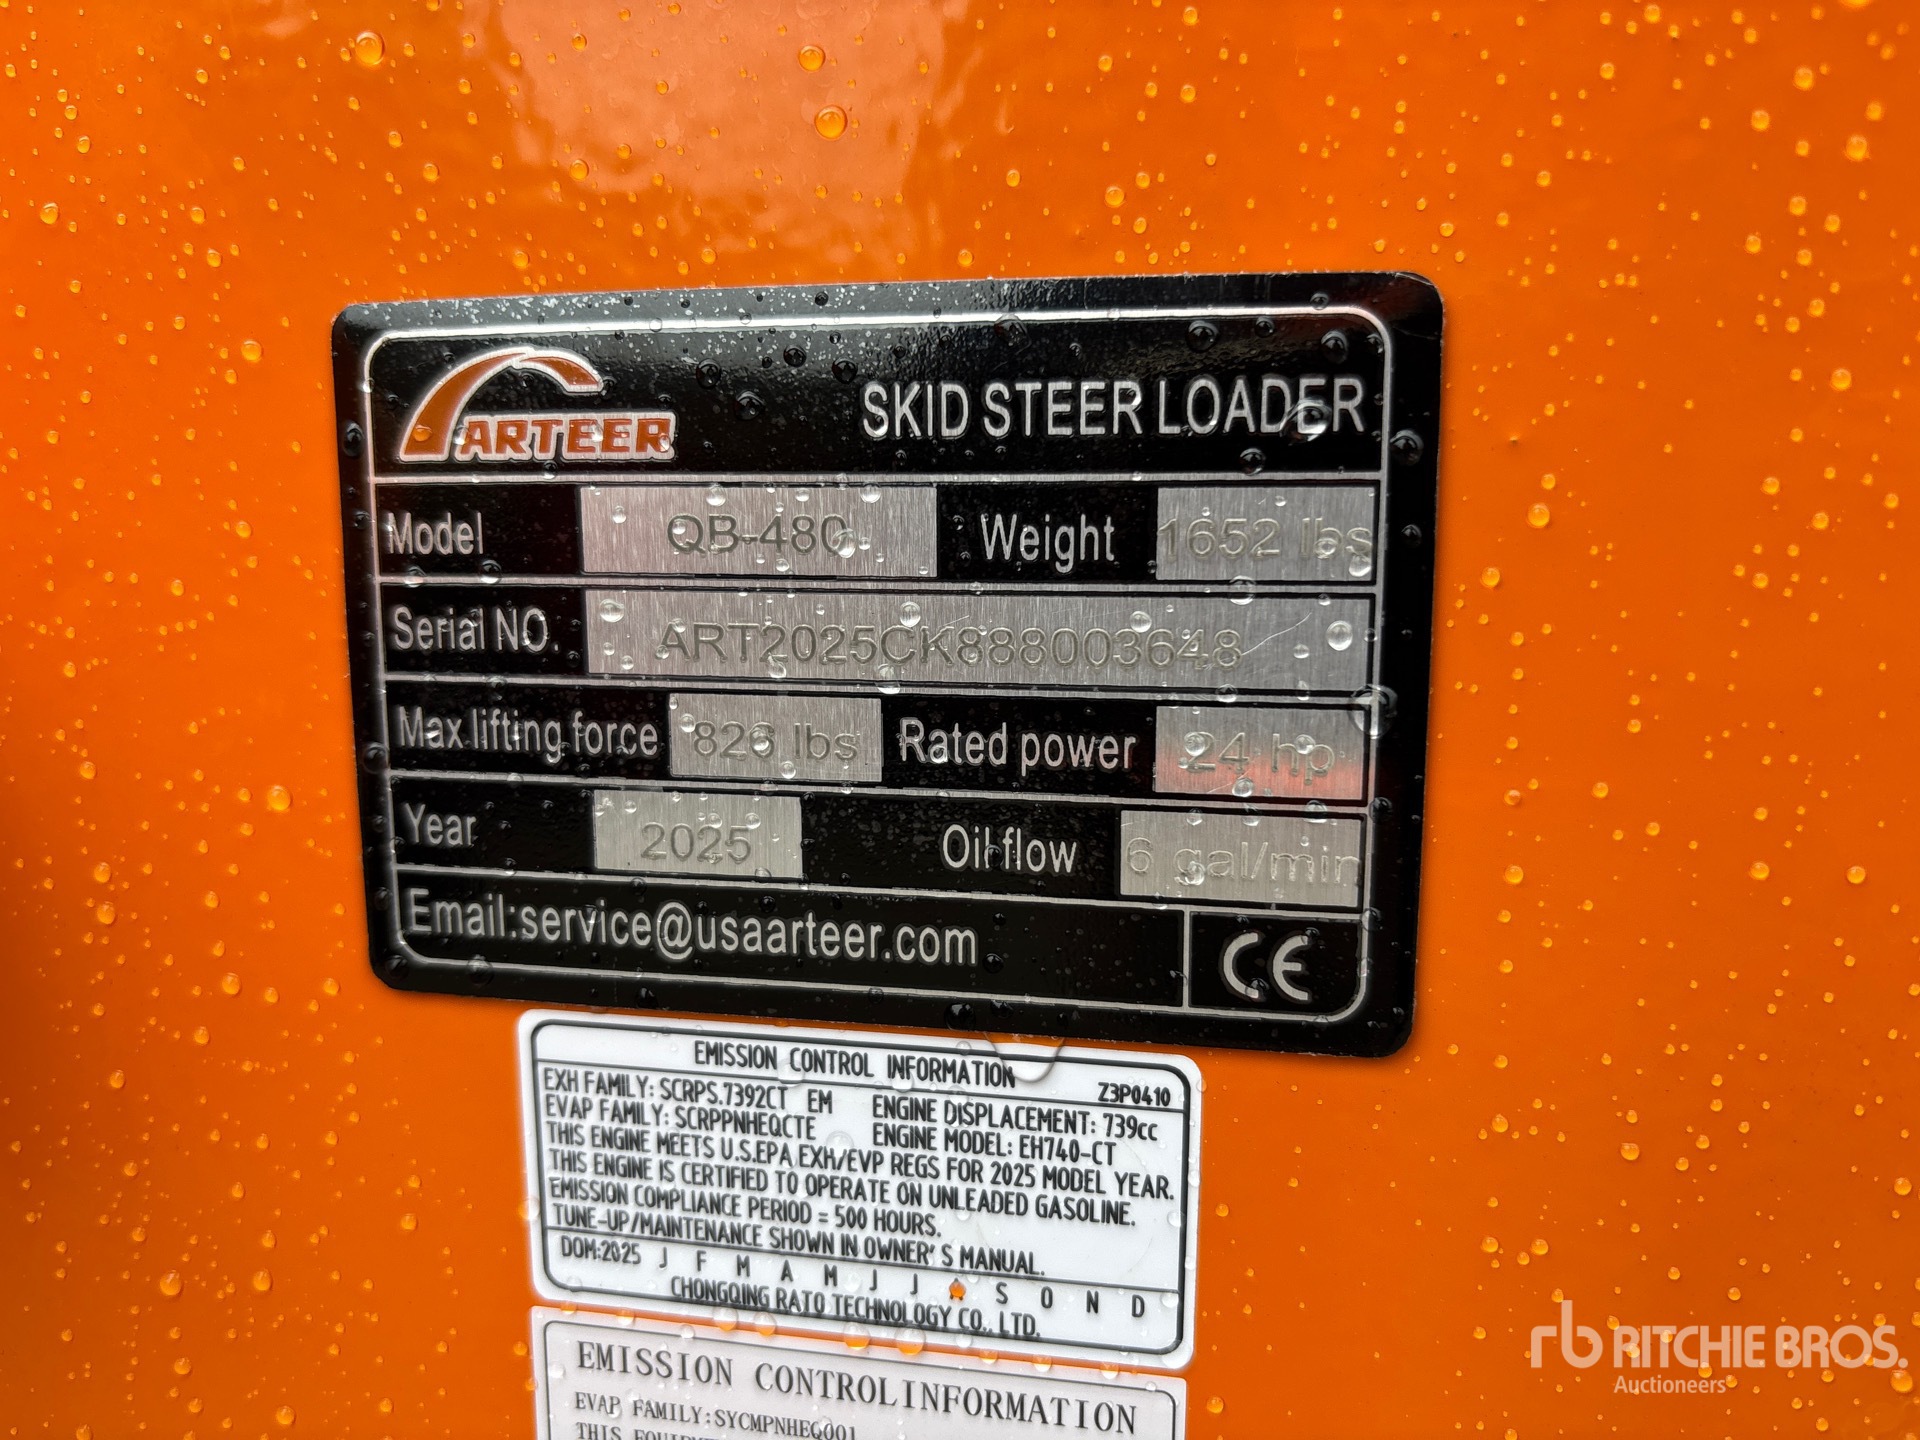 ARTEER SKID STEER LOADER
Model QB-480 Weight 1652 lbs
Serial NO. ART2025CK888003648
Max lifting force 826 lbs Rated power 24 hp
Year 2025 Oil flow 6 gal/min
Email:service@usaarteer.com CE
EMISSION CONTROL INFORMATION Z3P0410
EXH FAMILY: SCRPS.7392CT EM ENGINE DISPLACEMENT: 739cc
EVAP FAMILY: SCRPPNHEQCTE ENGINE MODEL: EH740-CT
THIS ENGINE MEETS U.S.EPA EXH/EVP REGS FOR 2025 MODEL YEAR.
THIS ENGINE IS CERTIFIED TO OPERATE ON UNLEADED GASOLINE.
EMISSION COMPLIANCE PERIOD = 500 HOURS.
TUNE-UP/MAINTENANCE SHOWN IN OWNER'S MANUAL.
DOM:2025 J F M A M J J A S O N D
CHONGQING RATO TECHNOLOGY CO., LTD.
EMISSION CONTROLINFORMATION
EVAP FAMILY:SYCMPNHEQ001
THIS
rb RITCHIE BROS.
Auctioneers